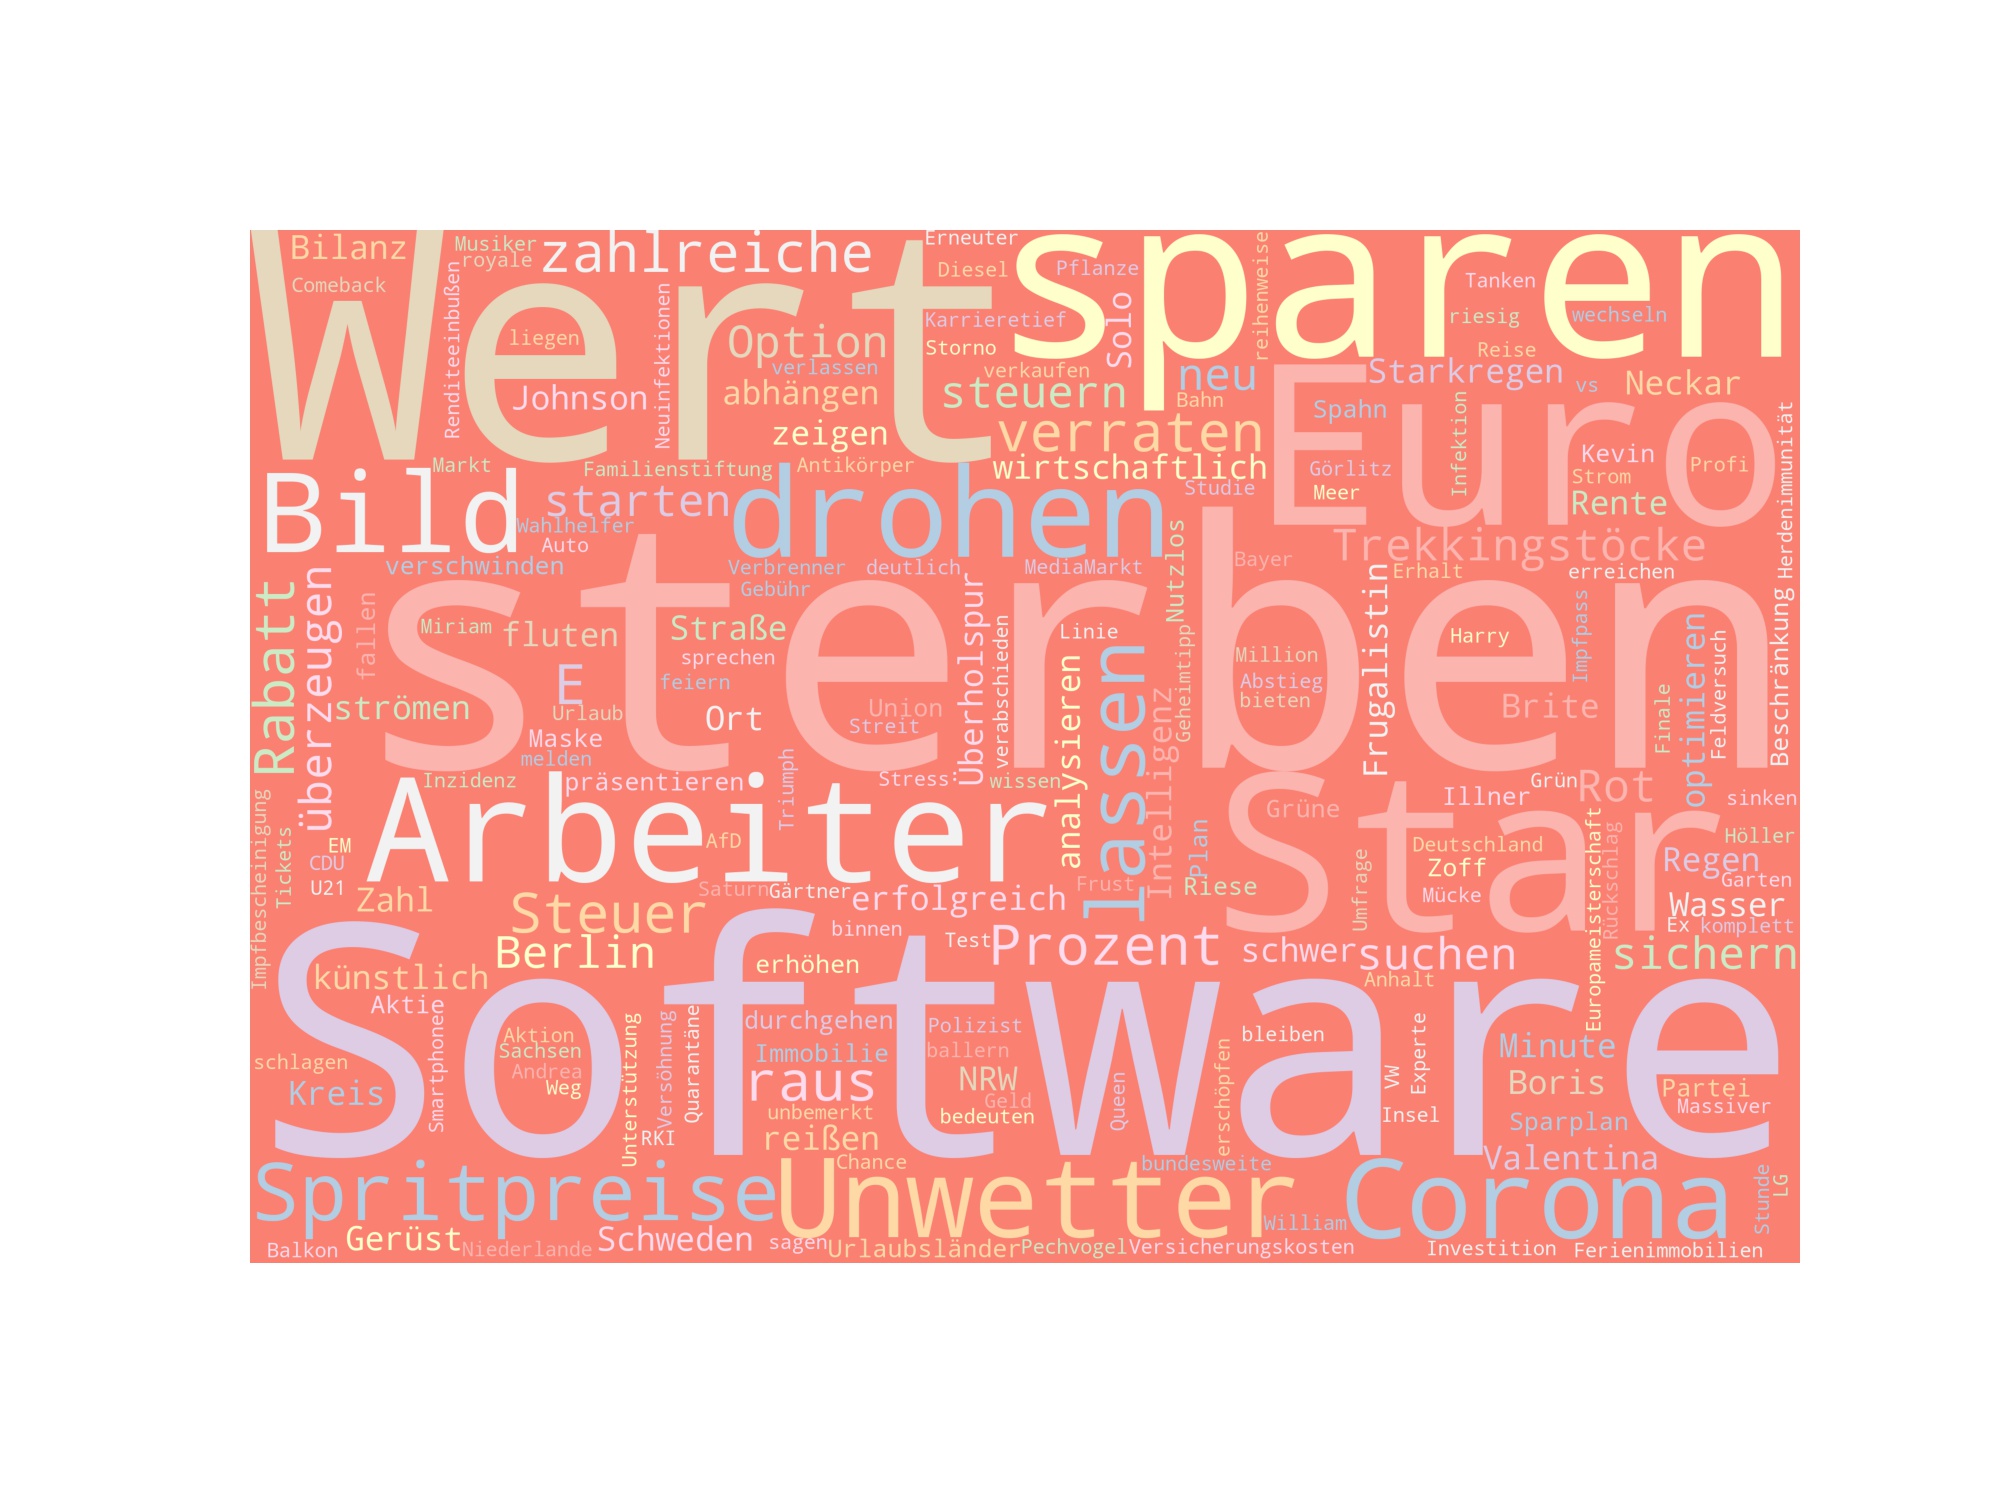 Wert
sparen
Bilanz
Musiker
royale
zahlreiche
Erneuter
Diesel
Pflanze
reihenweise
Tanken
Comeback
Renditeeinbußen
liegen
Neuinfektionen
Option
Karrieretief
Storno
Solo
riesig
wechseln
Reise
verlassen
verkaufen
Johnson
abhängen
steuern
neu
Bahn
Starkregen
vs
Neckar
Euro
Spahn
Infektion
zeigen
verraten
wirtschaftlich
Kevin
Profi
Herdenimmunität
Markt
Familienstiftung
Antikörper
Görlitz
Strom
Studie
Meer
Rente
Bild
starten
drohen
Wahlhelfer
Auto
verschwinden
Verbrenner
Gebühr
deutlich
MediaMarkt
Nutzlos
Bayer
Trekkingstöcke
Erhalt
erreichen
Rabatt
überzeugen
fallen
sterben
Miriam
fluten
Straße
sprechen
feiern
Überholspur
verabschieden
Linie
analysieren
lassen
Geheimtipp
Million
Abstieg
bieten
Frugalistin
Harry
Impfpass
Brite
Finale
optimieren
Feldversuch
Beschränkung
E
strömen
Urlaub
Maske
melden
Ort
Union
Streit
Intelligenz
Inzidenz
präsentieren
Triumph
Stress
wissen
Arbeiter
AfD
Star
Grüne
Illner
Grün
Rot
sinken
Impfbescheinigung
Tickets
EM
CDU
U21
Zahl
Plan
Umfrage
Deutschland
Zoff
Mücke
Europameisterschaft
Rückschlag
Höller
Regen
Garten
Wasser
Ex
komplett
Saturn
Gärtner
erfolgreich
Frust
Riese
Steuer
Berlin
binnen
Test
Prozent
schwer
suchen
sichern
künstlich
erhöhen
Anhalt
Software
Aktie
Smartphonen
Aktion
Sachsen
Andrea
Weg
Unterstützung
Versöhnung
Quarantäne
durchgehen
Immobilie
Polizist
ballern
bleiben
VW
Experte
Minute
schlagen
Kreis
raus
NRW
Geld
Queen
verschöpfen
Boris
Partei
Massiver
unbemerkt
bedeuten
Insel
Sparplan
RKI
reißen
Spritpreise
Unwetter
Chance
bundesweite
Corona
Valentina
Stunde
LG
William
Balkon
Gerüst
Niederlande
Schweden
sagen
Urlaubsländer
Pechvogel
Versicherungskosten
Investition
Ferienimmobilien